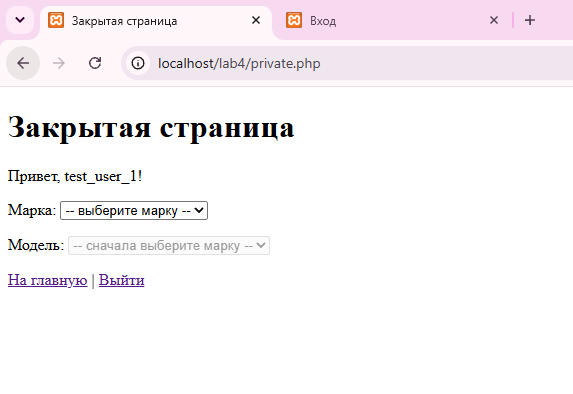 Закрытая страница
Вход
localhost/lab4/private.php
Закрытая страница
Привет, test_user_1!
Марка: -- выберите марку --
Модель: -- сначала выберите марку --
На главную | Выйти